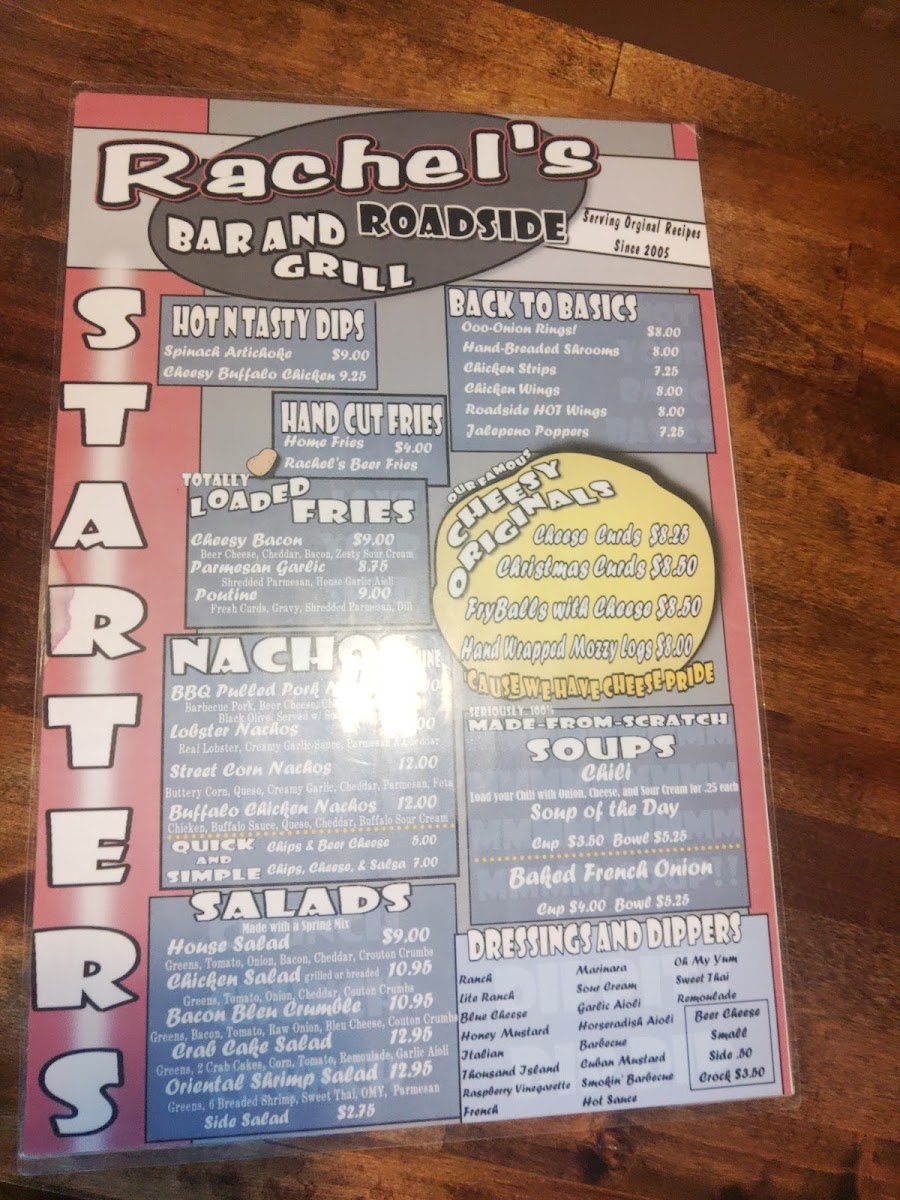 Rachel's
BAR AND ROADSIDE
GRILL
Serving Orginal Recipes
Since 2005
STARTERS
HOT N TASTY DIPS
Spinach Artichoke $9.00
Cheesy Buffalo Chicken 9.25
BACK TO BASICS
Ooo-Onion Rings! $8.00
Hand-Breaded Shrooms 8.00
Chicken Strips 7.25
Chicken Wings 8.00
Roadside HOT Wings 8.00
Jalepeno Poppers 7.25
HAND CUT FRIES
Home Fries $4.00
Rachel's Beer Fries
TOTALLY
LOADED
FRIES
Cheesy Bacon $9.00
Beer Cheese, Cheddar, Bacon, Zesty Sour Cream
Parmesan Garlic 8.75
Shredded Parmesan, House Garlic Aioli
Poutine 9.00
Fresh Curds, Gravy, Shredded Parmesan, Dill
OUR FAMOUS
CHEESY
ORIGINALS
Cheese Curds $8.25
Christmas Curds $8.50
FryBalls with Cheese $8.50
Hand Wrapped Mozzy Logs $8.00
CAUSE WE HAVE CHEESE PRIDE
NACHOS
BBQ Pulled Pork
Barbecue Pork, Beer Cheese,
Black Olive, Served w/
Lobster Nachos
Real Lobster, Creamy Garlic Sauce, Parmesan & Cheddar
Street Corn Nachos 12.00
Buttery Corn, Queso, Creamy Garlic, Cheddar, Parmesan, Feta
Buffalo Chicken Nachos 12.00
Chicken, Buffalo Sauce, Queso, Cheddar, Buffalo Sour Cream
QUICK AND SIMPLE
Chips & Beer Cheese 5.00
Chips, Cheese, & Salsa 7.00
SERIOUSLY 100%
MADE-FROM-SCRATCH
SOUPS
Chili
Load your Chili with Onion, Cheese, and Sour Cream for .25 each
Soup of the Day
Cup $3.50 Bowl $5.25
Baked French Onion
Cup $4.00 Bowl $5.25
SALADS
Made with a Spring Mix
House Salad $9.00
Greens, Tomato, Onion, Bacon, Cheddar, Crouton Crumbs
Chicken Salad grilled or breaded 10.95
Greens, Tomato, Onion, Cheddar, Couton Crumbs
Bacon Bleu Crumble 10.95
Greens, Bacon, Tomato, Raw Onion, Bleu Cheese, Couton Crumbs
Crab Cake Salad 12.95
Greens, 2 Crab Cakes, Corn, Tomato, Remoulade, Garlic Aioli
Oriental Shrimp Salad 12.95
Greens, 6 Breaded Shrimp, Sweet Thai, OMY, Parmesan
Side Salad $2.75
DRESSINGS AND DIPPERS
Ranch
Lite Ranch
Blue Cheese
Honey Mustard
Italian
Thousand Island
Raspberry Vinegarette
French
Marinara
Sour Cream
Garlic Aioli
Horseradish Aioli
Barbecue
Cuban Mustard
Smokin' Barbecue
Hot Sauce
Oh My Yum
Sweet Thai
Remoulade
Beer Cheese
Small
Side .50
Crock $3.50